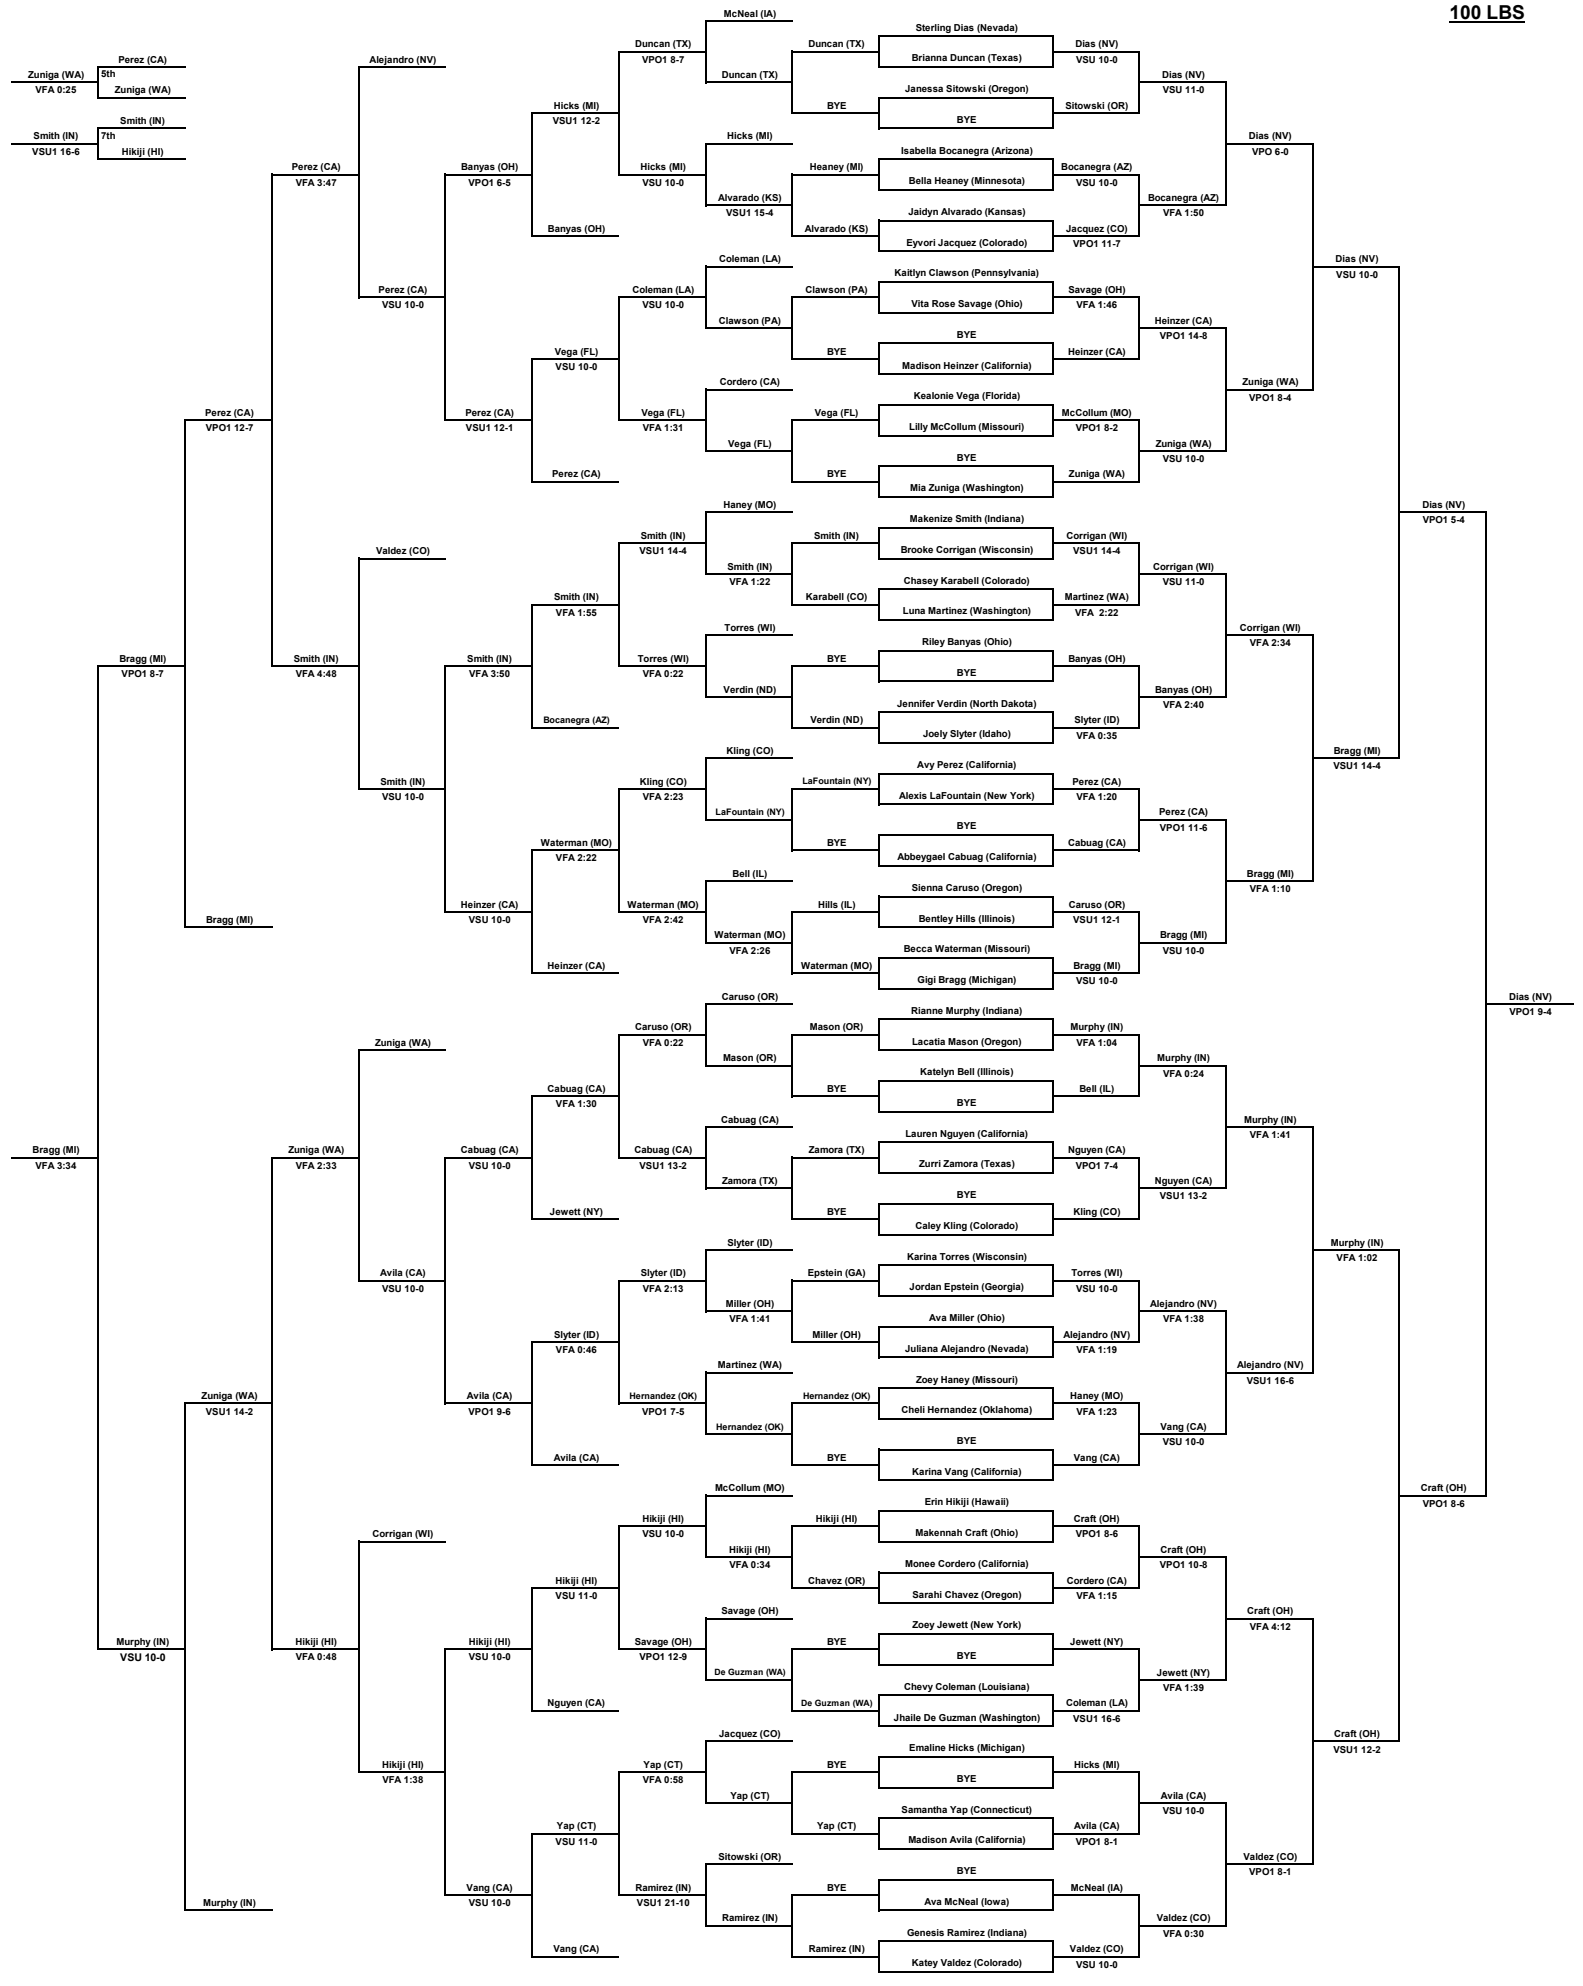 100 LBS
McNeal (IA)
Sterling Dias (Nevada)
Duncan (TX) Duncan (TX) Dias (NV)
VPO1 8-7 Brianna Duncan (Texas) VSU 10-0
Perez (CA) Alejandro (NV)
Zuniga (WA) 5th Duncan (TX) Dias (NV)
VFA 0:25 Zuniga (WA) Janessa Sitowski (Oregon) VSU 11-0
Hicks (MI) BYE Sitowski (OR)
VSU1 12-2 BYE
Smith (IN)
Smith (IN) 7th Hicks (MI) Dias (NV)
VSU1 16-6 Hikiji (HI) Isabella Bocanegra (Arizona) VPO 6-0
Perez (CA) Banyas (OH) Hicks (MI) Heaney (MI) Bocanegra (AZ)
VFA 3:47 VPO1 6-5 VSU 10-0 Bella Heaney (Minnesota) VSU 10-0
Alvarado (KS) Bocanegra (AZ)
VSU1 15-4 Jaidyn Alvarado (Kansas) VFA 1:50
Banyas (OH) Alvarado (KS) Jacquez (CO)
Eyvori Jacquez (Colorado) VPO1 11-7
Coleman (LA) Dias (NV)
Kaitlyn Clawson (Pennsylvania) VSU 10-0
Perez (CA) Coleman (LA) Clawson (PA) Savage (OH)
VSU 10-0 VSU 10-0 Vita Rose Savage (Ohio) VFA 1:46
Clawson (PA) Heinzer (CA)
BYE VPO1 14-8
Vega (FL) BYE Heinzer (CA)
VSU 10-0 Madison Heinzer (California)
Cordero (CA) Zuniga (WA)
Kealonie Vega (Florida) VPO1 8-4
Perez (CA) Perez (CA) Vega (FL) Vega (FL) McCollum (MO)
VPO1 12-7 VSU1 12-1 VFA 1:31 Lilly McCollum (Missouri) VPO1 8-2
Vega (FL) Zuniga (WA)
BYE VSU 10-0
Perez (CA) BYE Zuniga (WA)
Mia Zuniga (Washington)
Haney (MO) Dias (NV)
Makenize Smith (Indiana) VPO1 5-4
Smith (IN) Smith (IN) Corrigan (WI)
Valdez (CO) VSU1 14-4 Brooke Corrigan (Wisconsin) VSU1 14-4
Smith (IN) Corrigan (WI)
VFA 1:22 Chasey Karabell (Colorado) VSU 11-0
Smith (IN) Karabell (CO) Martinez (WA)
VFA 1:55 Luna Martinez (Washington) VFA 2:22
Torres (WI) Corrigan (WI)
Riley Banyas (Ohio) VFA 2:34
Bragg (MI) Smith (IN) Smith (IN) Torres (WI) BYE Banyas (OH)
VPO1 8-7 VFA 4:48 VFA 3:50 VFA 0:22 BYE
Verdin (ND) Banyas (OH)
Jennifer Verdin (North Dakota) VFA 2:40
Bocanegra (AZ) Verdin (ND) Slyter (ID)
Joely Slyter (Idaho) VFA 0:35
Kling (CO) Bragg (MI)
Avy Perez (California) VSU1 14-4
Smith (IN) Kling (CO) LaFountain (NY) Perez (CA)
VSU 10-0 VFA 2:23 Alexis LaFountain (New York) VFA 1:20
LaFountain (NY) Perez (CA)
BYE VPO1 11-6
Waterman (MO) BYE Cabuag (CA)
VFA 2:22 Abbeygael Cabuag (California)
Bell (IL) Bragg (MI)
Sienna Caruso (Oregon) VFA 1:10
Bragg (MI) Heinzer (CA) Waterman (MO) Hills (IL) Caruso (OR)
VSU 10-0 VFA 2:42 Bentley Hills (Illinois) VSU1 12-1
Waterman (MO) Bragg (MI)
VFA 2:26 Becca Waterman (Missouri) VSU 10-0
Heinzer (CA) Waterman (MO) Bragg (MI)
Gigi Bragg (Michigan) VSU 10-0
Caruso (OR) Dias (NV)
Rianne Murphy (Indiana) VPO1 9-4
Caruso (OR) Mason (OR) Murphy (IN)
Zuniga (WA) VFA 0:22 Lacatia Mason (Oregon) VFA 1:04
Mason (OR) Murphy (IN)
Katelyn Bell (Illinois) VFA 0:24
Cabuag (CA) BYE Bell (IL)
VFA 1:30 BYE
Cabuag (CA) Murphy (IN)
Lauren Nguyen (California) VFA 1:41
Bragg (MI) Zuniga (WA) Cabuag (CA) Cabuag (CA) Zamora (TX) Nguyen (CA)
VFA 3:34 VFA 2:33 VSU 10-0 VSU1 13-2 Zurri Zamora (Texas) VPO1 7-4
Zamora (TX) Nguyen (CA)
BYE VSU1 13-2
Jewett (NY) BYE Kling (CO)
Caley Kling (Colorado)
Slyter (ID) Murphy (IN)
Karina Torres (Wisconsin) VFA 1:02
Avila (CA) Slyter (ID) Epstein (GA) Torres (WI)
VSU 10-0 VFA 2:13 Jordan Epstein (Georgia) VSU 10-0
Miller (OH) Alejandro (NV)
VFA 1:41 Ava Miller (Ohio) VFA 1:38
Slyter (ID) Miller (OH) Alejandro (NV)
VFA 0:46 Juliana Alejandro (Nevada) VFA 1:19
Martinez (WA) Alejandro (NV)
Zoey Haney (Missouri) VSU1 16-6
Zuniga (WA) Avila (CA) Hernandez (OK) Hernandez (OK) Haney (MO)
VSU1 14-2 VPO1 9-6 VPO1 7-5 Cheli Hernandez (Oklahoma) VFA 1:23
Hernandez (OK) Vang (CA)
BYE VSU 10-0
Avila (CA) BYE Vang (CA)
Karina Vang (California)
McCollum (MO) Craft (OH)
Erin Hikiji (Hawaii) VPO1 8-6
Hikiji (HI) Hikiji (HI) Craft (OH)
Corrigan (WI) VSU 10-0 Makennah Craft (Ohio) VPO1 8-6
Hikiji (HI) Craft (OH)
VFA 0:34 Monee Cordero (California) VPO1 10-8
Hikiji (HI) Chavez (OR) Cordero (CA)
VSU 11-0 Sarahi Chavez (Oregon) VFA 1:15
Savage (OH) Craft (OH)
Zoey Jewett (New York) VFA 4:12
Murphy (IN) Hikiji (HI) Hikiji (HI) Savage (OH) BYE Jewett (NY)
VSU 10-0 VFA 0:48 VSU 10-0 VPO1 12-9 BYE
De Guzman (WA) Jewett (NY)
Chevy Coleman (Louisiana) VFA 1:39
Nguyen (CA) De Guzman (WA) Coleman (LA)
Jhaile De Guzman (Washington) VSU1 16-6
Jacquez (CO) Craft (OH)
Emaline Hicks (Michigan) VSU1 12-2
Hikiji (HI) Yap (CT) BYE Hicks (MI)
VFA 1:38 VFA 0:58 BYE
Yap (CT) Avila (CA)
Samantha Yap (Connecticut) VSU 10-0
Yap (CT) Yap (CT) Avila (CA)
VSU 11-0 Madison Avila (California) VPO1 8-1
Sitowski (OR) Valdez (CO)
BYE VPO1 8-1
Murphy (IN) Vang (CA) Ramirez (IN) BYE McNeal (IA)
VSU 10-0 VSU1 21-10 Ava McNeal (Iowa)
Ramirez (IN) Valdez (CO)
Genesis Ramirez (Indiana) VFA 0:30
Vang (CA) Ramirez (IN) Valdez (CO)
Katey Valdez (Colorado) VSU 10-0